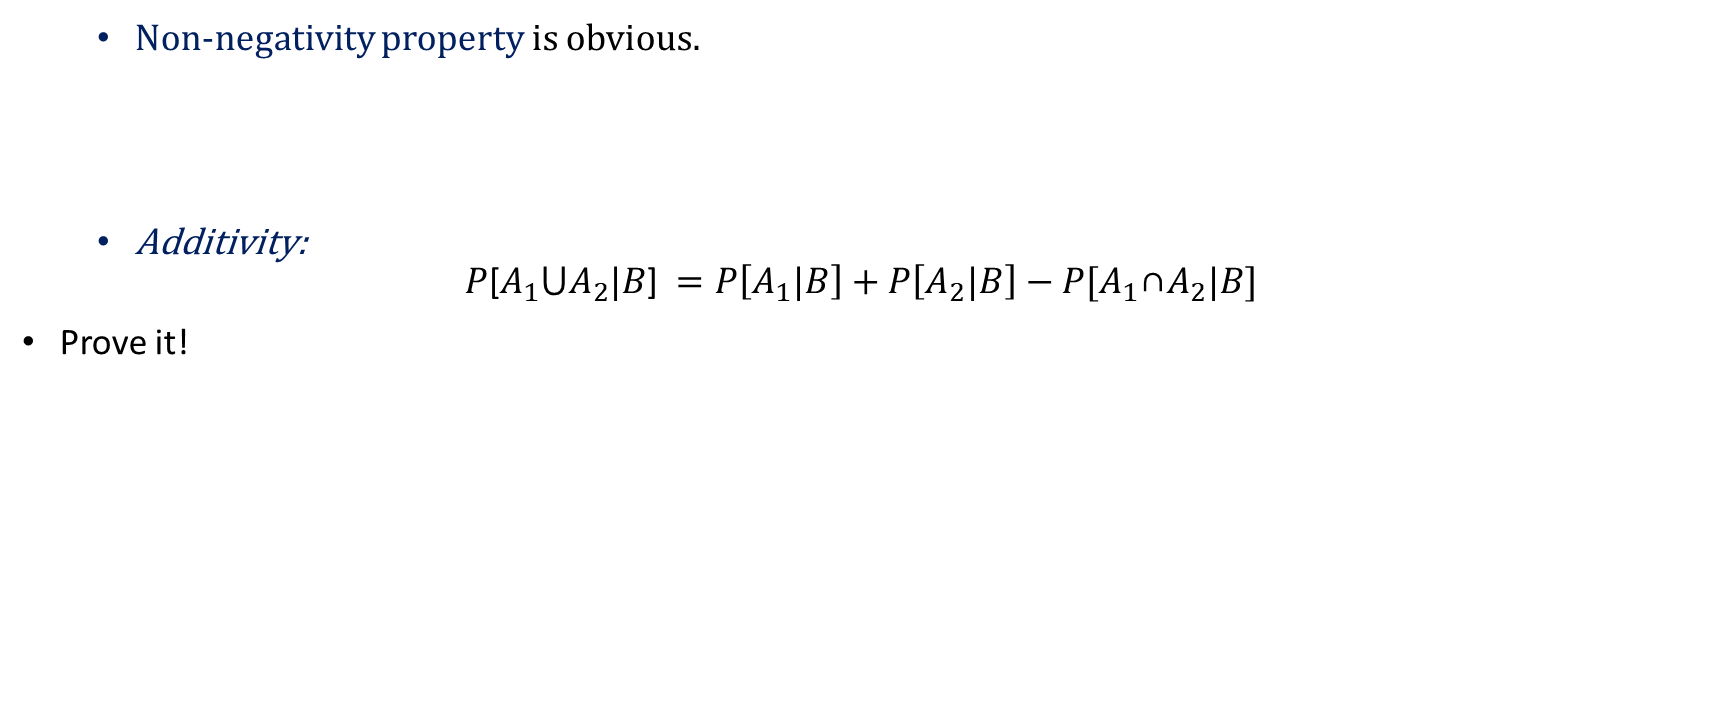 • Non-negativity property is obvious.
• Additivity:
P[A₁⋃A₂|B] = P[A₁|B] + P[A₂|B] − P[A₁∩A₂|B]
• Prove it!